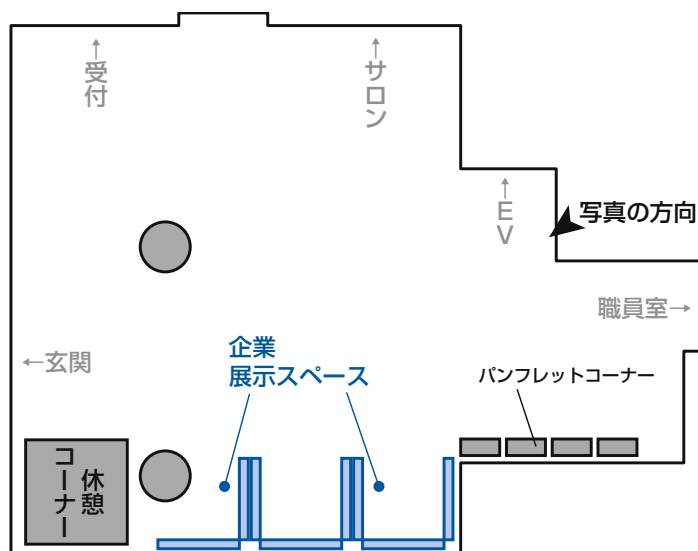 ↑受付
↑サロン
↑EV
写真の方向
職員室→
←玄関
企業
展示スペース
パンフレットコーナー
休憩
コーナー